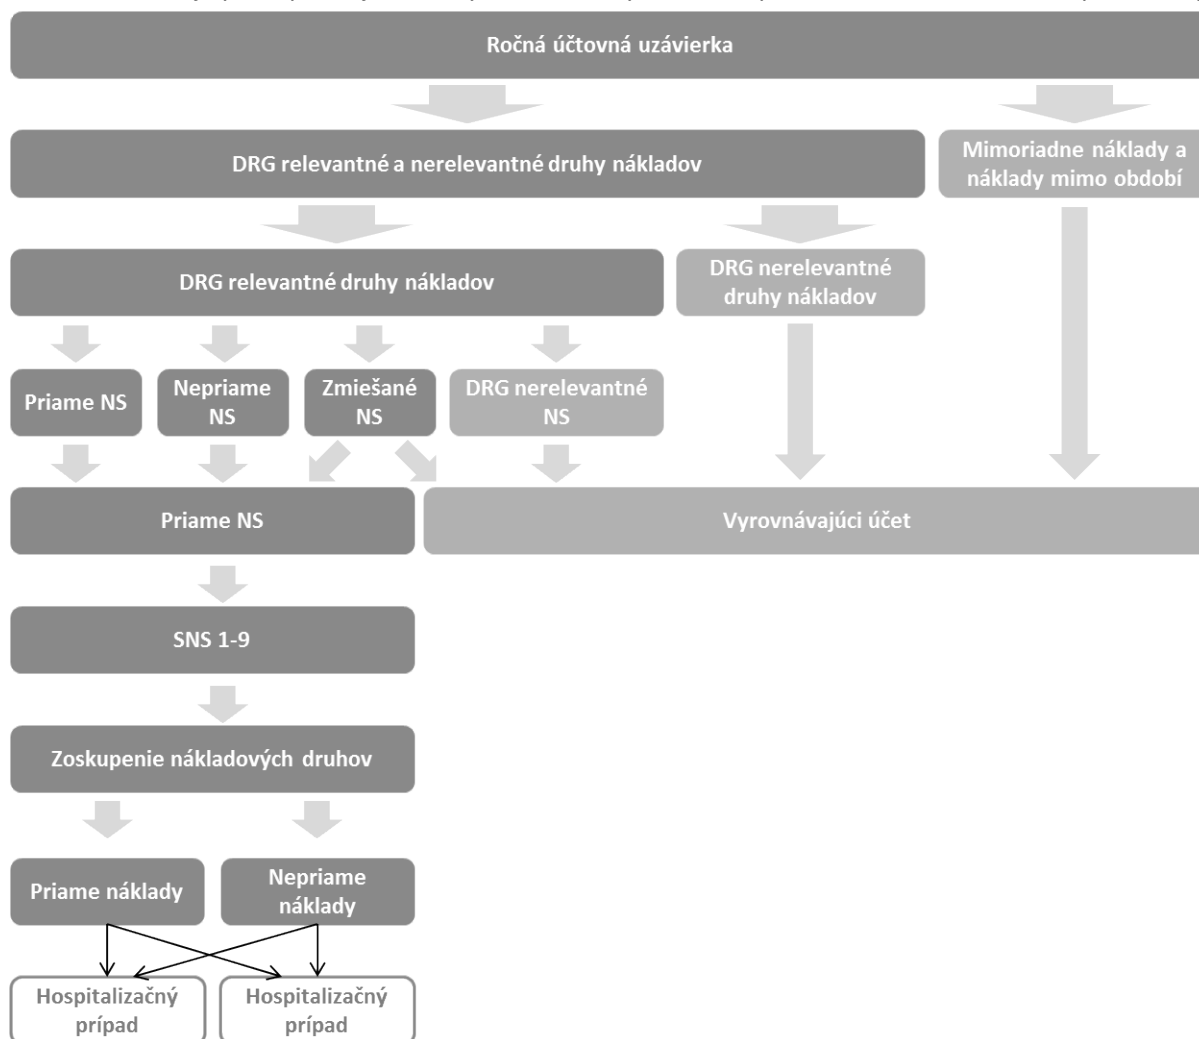 Ročná účtovná uzávierka
DRG relevantné a nerelevantné druhy nákladov
Mimoriadne náklady a
náklady mimo období
DRG relevantné druhy nákladov
DRG nerelevantné
druhy nákladov
Priame NS
Nepriame
NS
Zmiešané
NS
DRG nerelevantné
NS
Priame NS
Vyrovnávajúci účet
SNS 1-9
Zoskupenie nákladových druhov
Priame náklady
Nepriame
náklady
Hospitalizačný
prípad
Hospitalizačný
prípad